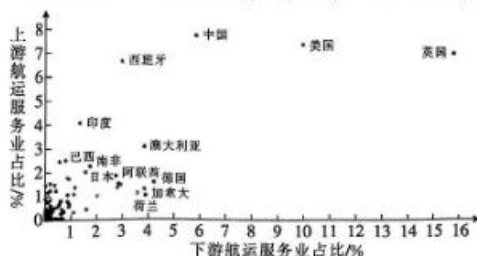 上游航运服务业占比/%
8
7
6
5
4
3
2
1
0
中国
美国
英国
西班牙
印度
澳大利亚
巴西
南非
日本
阿联酋
德国
加拿大
荷兰
1 2 3 4 5 6 7 8 9 10 11 12 13 14 15 16
下游航运服务业占比/%